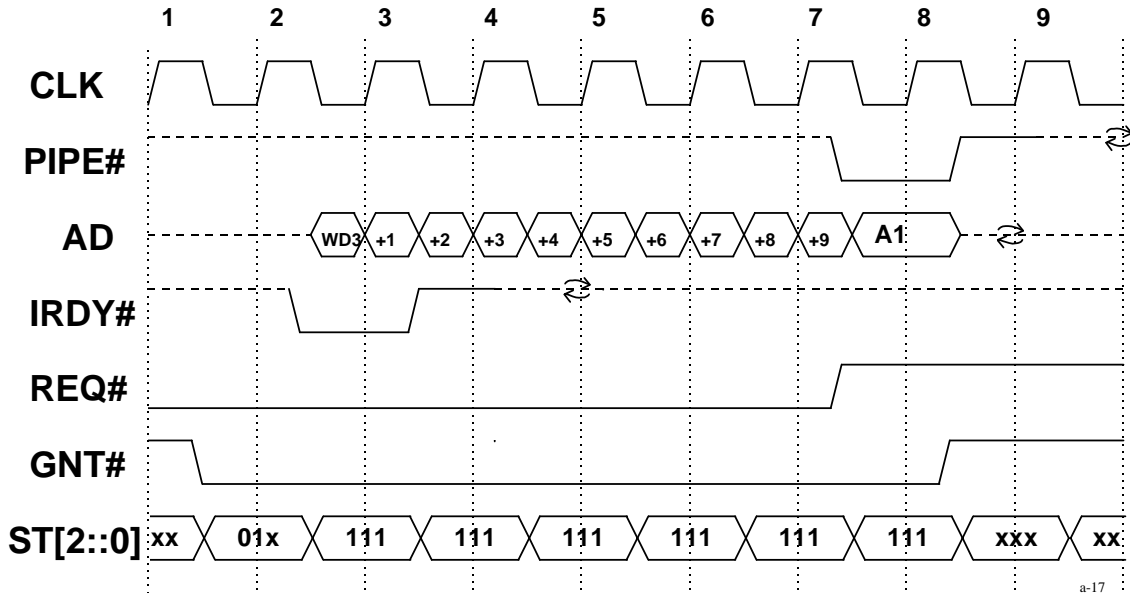 1 2 3 4 5 6 7 8 9
CLK
PIPE#
AD WD3 +1 +2 +3 +4 +5 +6 +7 +8 +9 A1
IRDY#
REQ#
GNT#
ST[2::0] xx 01x 111 111 111 111 111 111 xxx xx
a-17